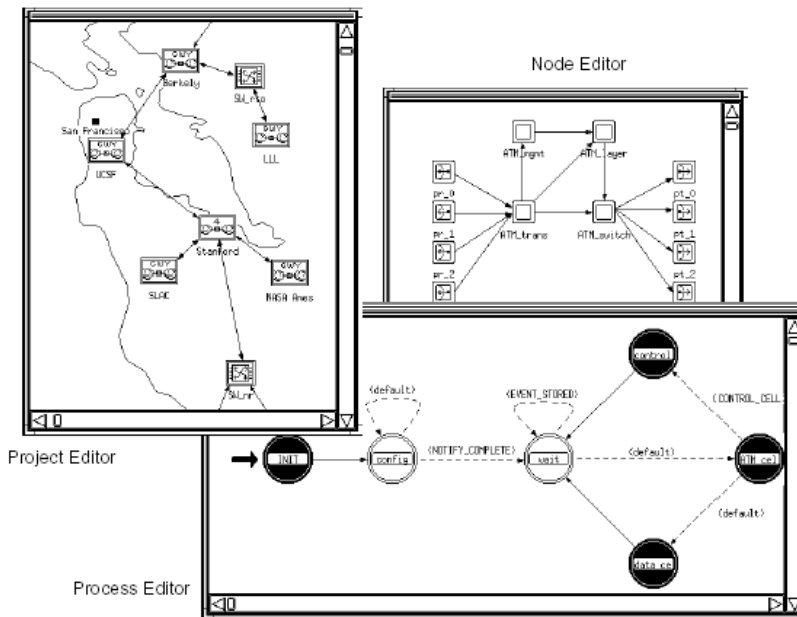 Node Editor
GWY
Berkely
SW_rso
GWY
LLL
San Francisco
GWY
UCSF
4
Stanford
GWY
SLAC
GWY
NASA Ames
SW_nr
ATM_mgmt
ATM_layer
pr_0
pr_1
pr_2
ATM_trans
ATM_switch
pt_0
pt_1
pt_2
Project Editor
INIT
(default)
config
(NOTIFY_COMPLETE)
(EVENT_STORED)
wait
(default)
control
(CONTROL_CELL
ATM_cel
(default)
data_ce
Process Editor